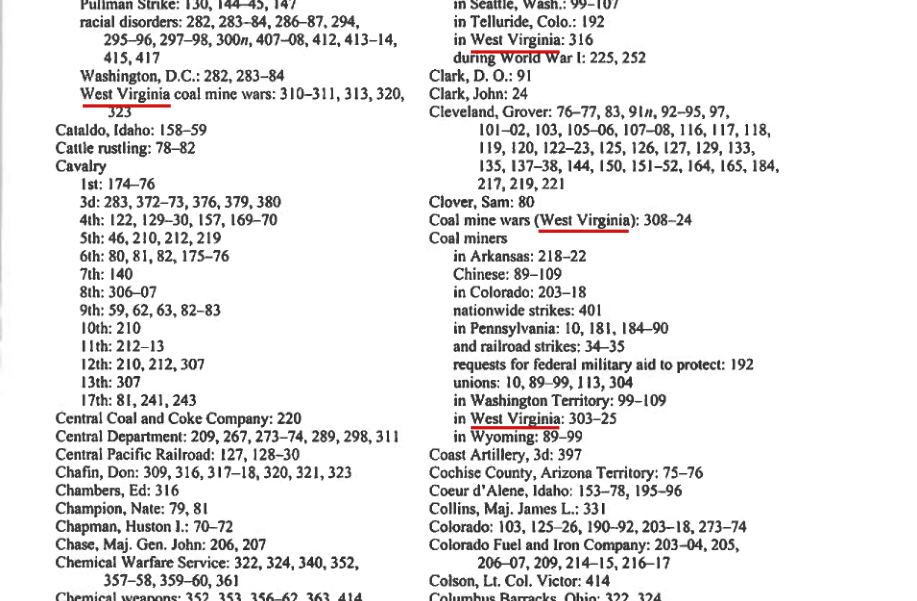 Pullman Strike: 130, 144–45, 147
racial disorders: 282, 283–84, 286–87, 294,
295–96, 297–98, 300n, 407–08, 412, 413–14,
415, 417
Washington, D.C.: 282, 283–84
West Virginia coal mine wars: 310–311, 313, 320,
323
Cataldo, Idaho: 158–59
Cattle rustling: 78–82
Cavalry
1st: 174–76
3d: 283, 372–73, 376, 379, 380
4th: 122, 129–30, 157, 169–70
5th: 46, 210, 212, 219
6th: 80, 81, 82, 175–76
7th: 140
8th: 306–07
9th: 59, 62, 63, 82–83
10th: 210
11th: 212–13
12th: 210, 212, 307
13th: 307
17th: 81, 241, 243
Central Coal and Coke Company: 220
Central Department: 209, 267, 273–74, 289, 298, 311
Central Pacific Railroad: 127, 128–30
Chafin, Don: 309, 316, 317–18, 320, 321, 323
Chambers, Ed: 316
Champion, Nate: 79, 81
Chapman, Huston I.: 70–72
Chase, Maj. Gen. John: 206, 207
Chemical Warfare Service: 322, 324, 340, 352,
357–58, 359–60, 361
Chemical weapons: 352, 353, 356–62, 363, 414
in Seattle, Wash.: 99–107
in Telluride, Colo.: 192
in West Virginia: 316
during World War I: 225, 252
Clark, D. O.: 91
Clark, John: 24
Cleveland, Grover: 76–77, 83, 91n, 92–95, 97,
101–02, 103, 105–06, 107–08, 116, 117, 118,
119, 120, 122–23, 125, 126, 127, 129, 133,
135, 137–38, 144, 150, 151–52, 164, 165, 184,
217, 219, 221
Clover, Sam: 80
Coal mine wars (West Virginia): 308–24
Coal miners
in Arkansas: 218–22
Chinese: 89–109
in Colorado: 203–18
nationwide strikes: 401
in Pennsylvania: 10, 181, 184–90
and railroad strikes: 34–35
requests for federal military aid to protect: 192
unions: 10, 89–99, 113, 304
in Washington Territory: 99–109
in West Virginia: 303–25
in Wyoming: 89–99
Coast Artillery, 3d: 397
Cochise County, Arizona Territory: 75–76
Coeur d'Alene, Idaho: 153–78, 195–96
Collins, Maj. James L.: 331
Colorado: 103, 125–26, 190–92, 203–18, 273–74
Colorado Fuel and Iron Company: 203–04, 205,
206–07, 209, 214–15, 216–17
Colson, Lt. Col. Victor: 414
Columbus Barracks, Ohio: 322, 324